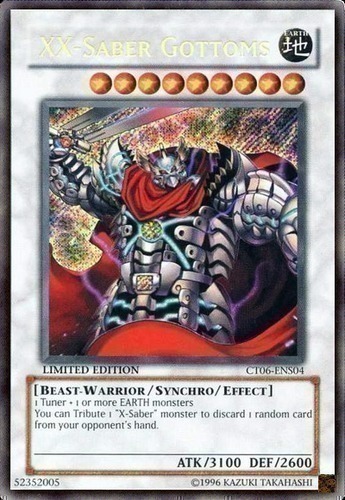 XX-Saber Gottoms
EARTH
地
LIMITED EDITION
CT06-ENS04
[Beast-Warrior/Synchro/Effect]
1 Tuner + 1 or more EARTH monsters
You can Tribute 1 "X-Saber" monster to discard 1 random card
from your opponent's hand.
ATK/3100 DEF/2600
52352005
©1996 KAZUKI TAKAHASHI